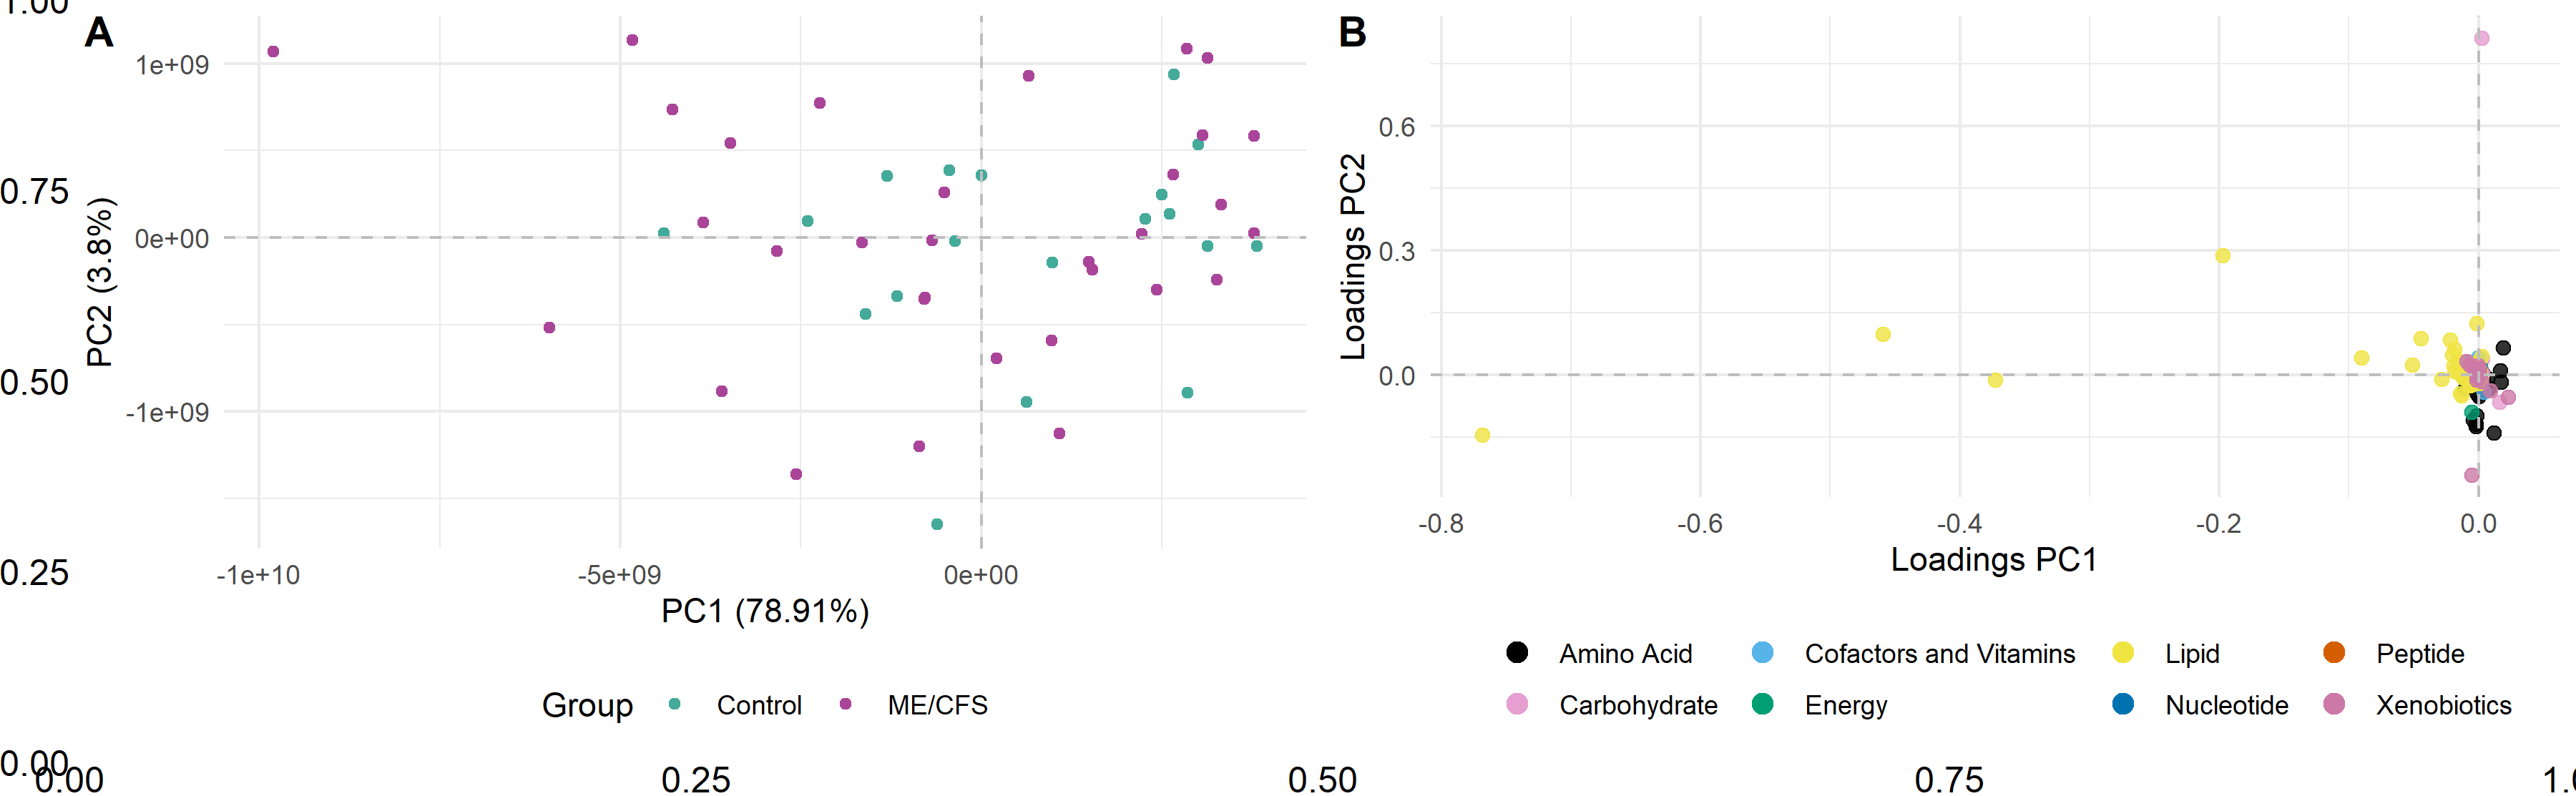 1.00
0.75
0.50
0.25
0.00
A
PC2 (3.8%)
1e+09
0e+00
-1e+09
-1e+10
-5e+09
0e+00
PC1 (78.91%)
Group
Control
ME/CFS
B
Loadings PC2
0.6
0.3
0.0
-0.8
-0.6
-0.4
-0.2
0.0
Loadings PC1
Amino Acid
Cofactors and Vitamins
Lipid
Peptide
Carbohydrate
Energy
Nucleotide
Xenobiotics
0.00
0.25
0.50
0.75